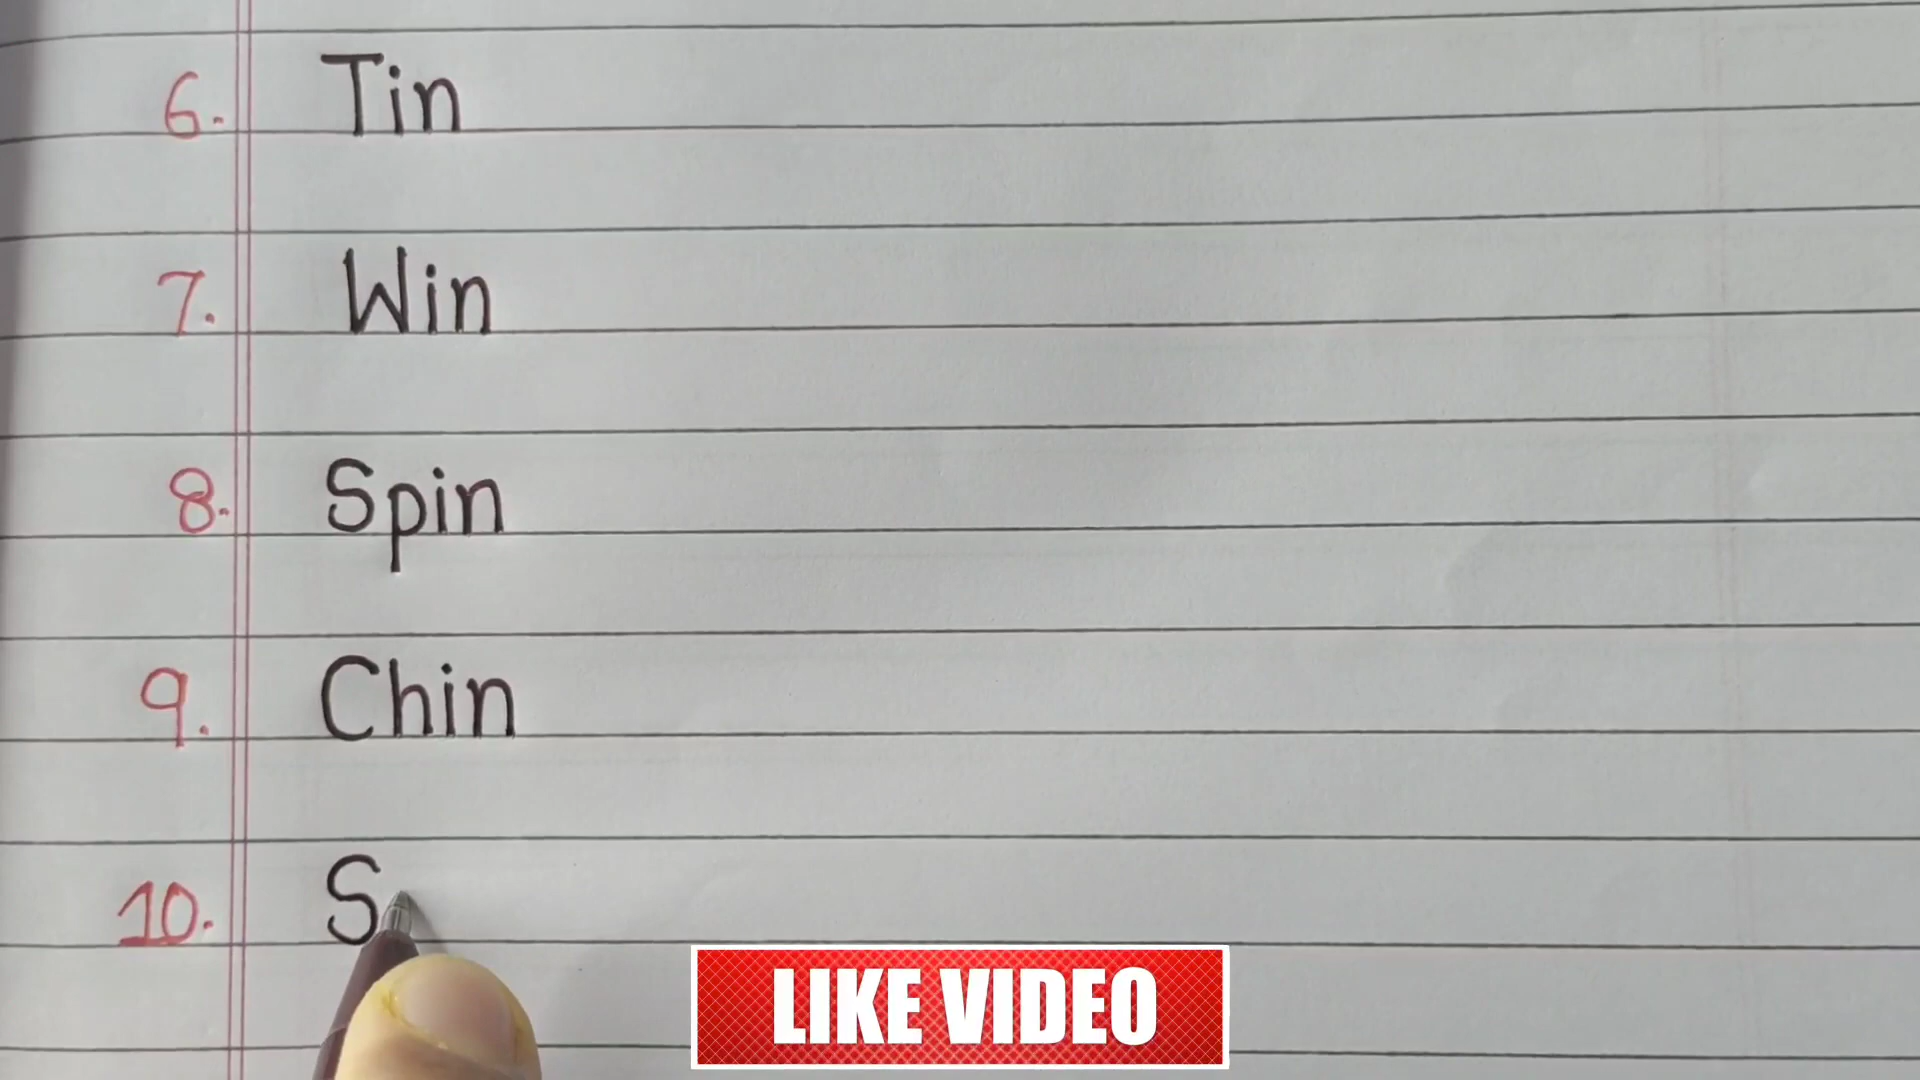 6. Tin
7. Win
8. Spin
9. Chin
10. S
LIKE VIDEO